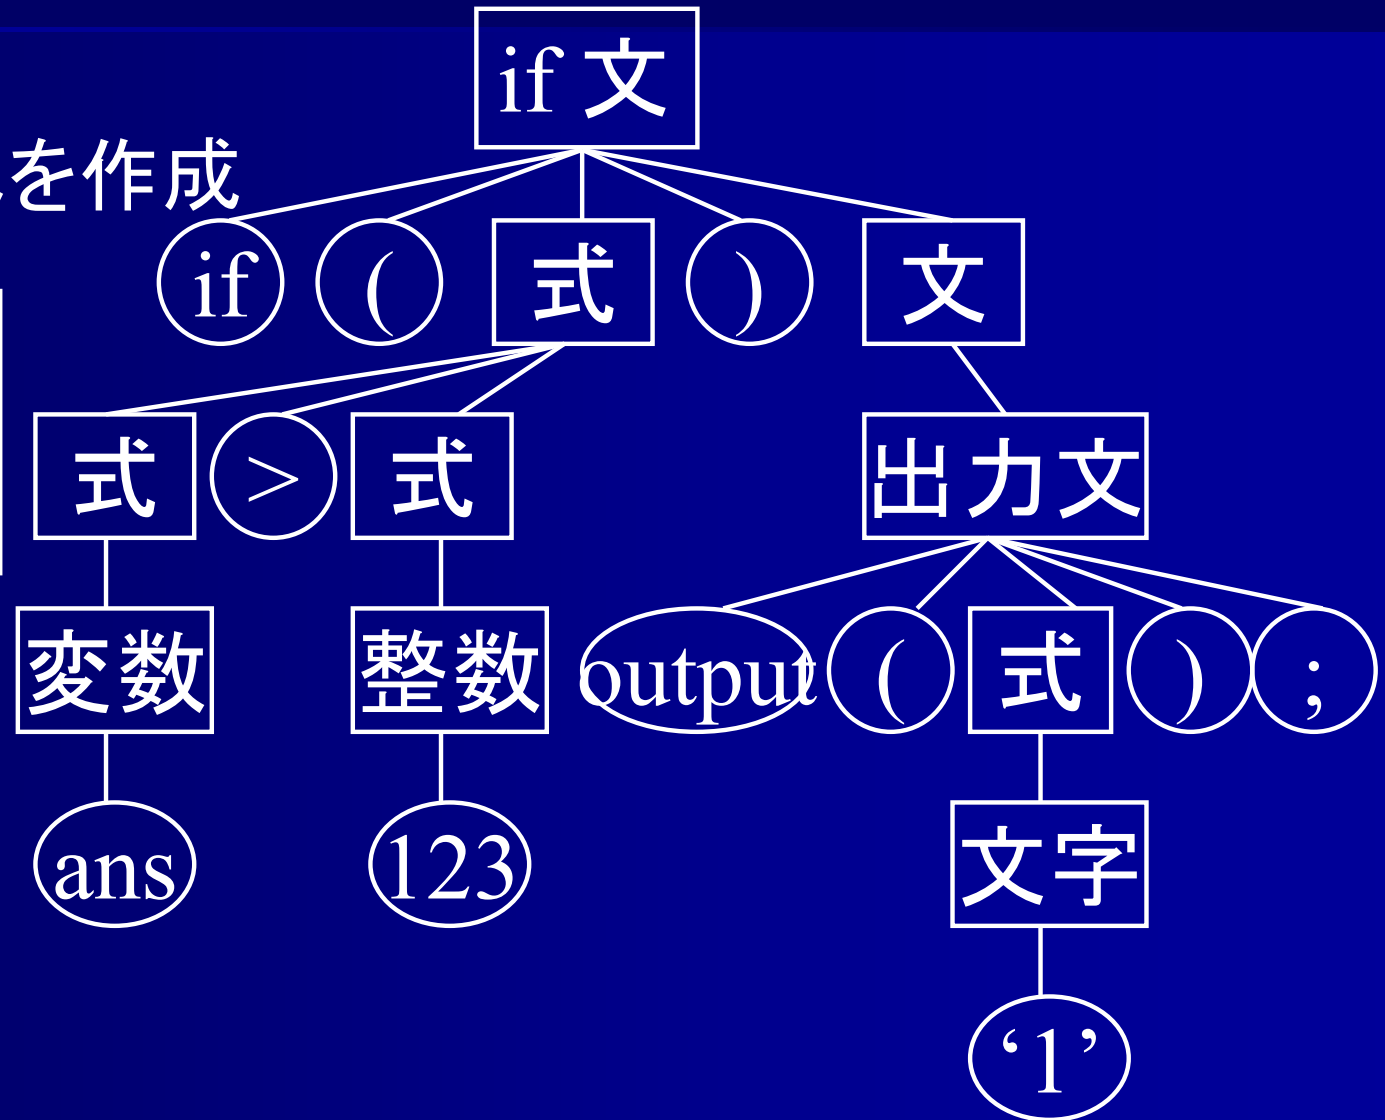 if 文
を作成
if ( 式 ) 文
式 > 式 出力文
変数 整数 output ( 式 ) ;
ans 123 文字
‘1’